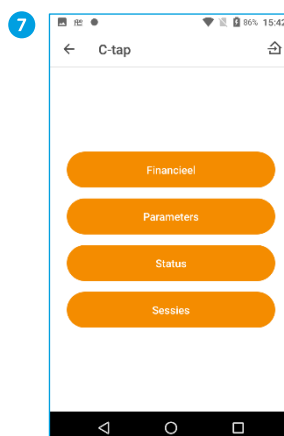 7
86% 15:42
C-tap
Financieel
Parameters
Status
Sessies